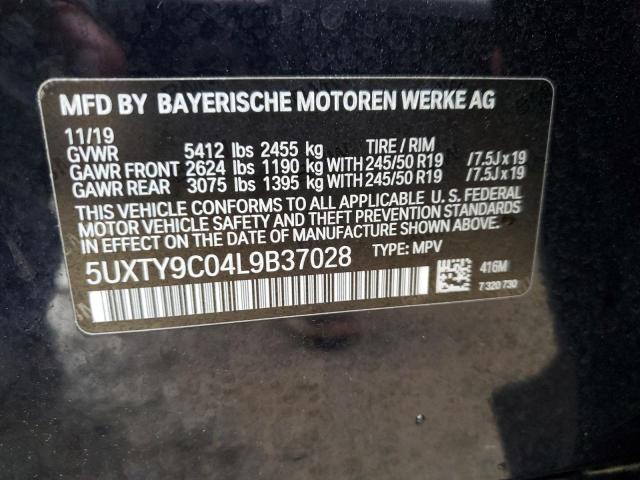 MFD BY BAYERISCHE MOTOREN WERKE AG
11/19
GVWR 5412 lbs 2455 kg TIRE / RIM
GAWR FRONT 2624 lbs 1190 kg WITH 245/50 R19 /7.5J x 19
GAWR REAR 3075 lbs 1395 kg WITH 245/50 R19 /7.5J x 19
THIS VEHICLE CONFORMS TO ALL APPLICABLE U. S. FEDERAL
MOTOR VEHICLE SAFETY AND THEFT PREVENTION STANDARDS
IN EFFECT ON THE DATE OF MANUFACTURE SHOWN ABOVE.
5UXTY9C04L9B37028 TYPE: MPV
416M
7 320 730